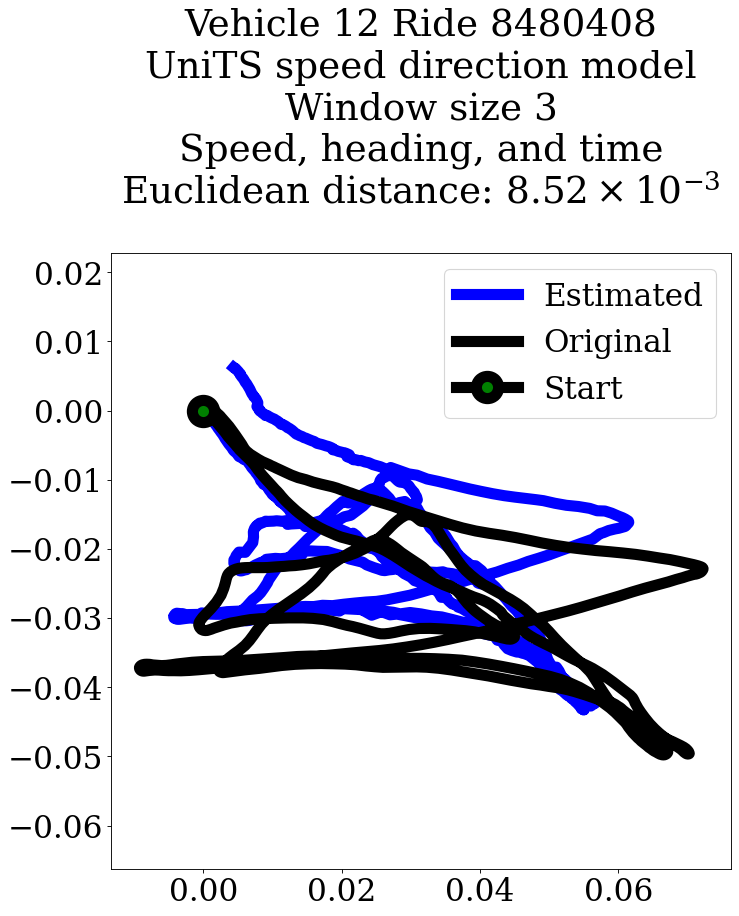 Vehicle 12 Ride 8480408
UniTS speed direction model
Window size 3
Speed, heading, and time
Euclidean distance: 8.52 × 10⁻³
Estimated
Original
Start
0.02
0.01
0.00
−0.01
−0.02
−0.03
−0.04
−0.05
−0.06
0.00 0.02 0.04 0.06